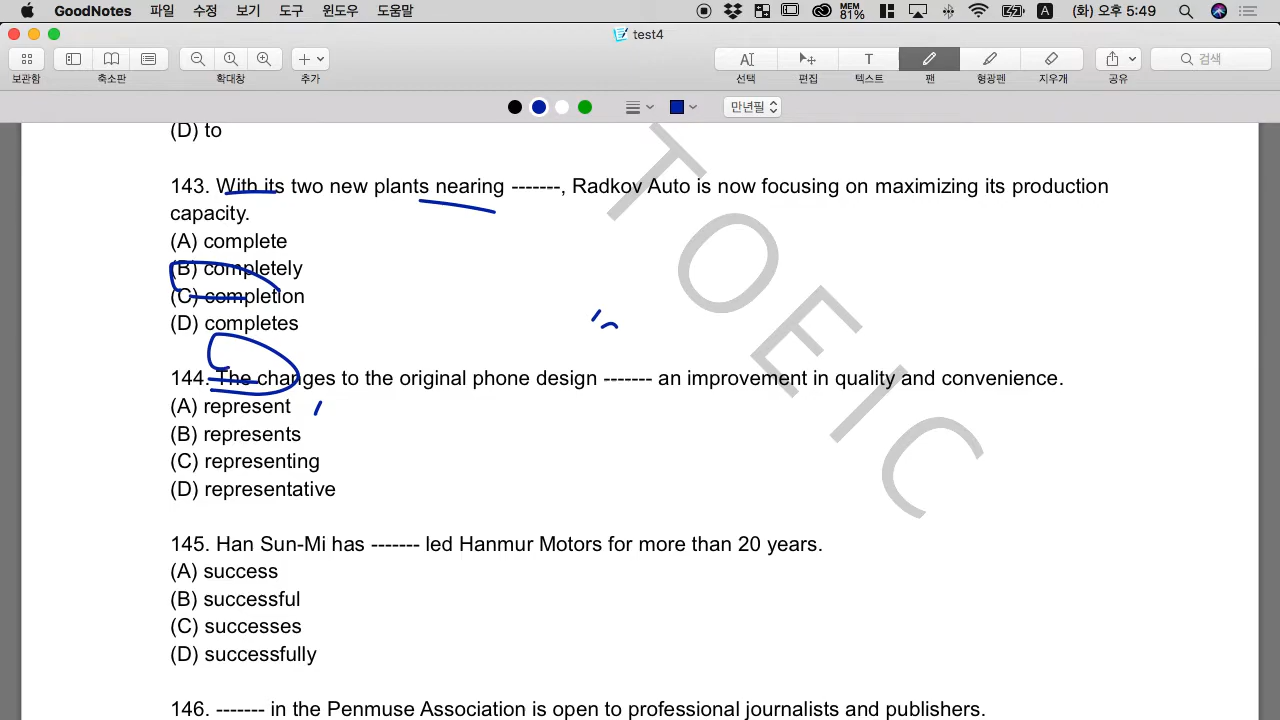 GoodNotes 파일 수정 보기 도구 윈도우 도움말 MEM 81% A (화) 오후 5:49
test4
보관함 축소판 확대창 추가 선택 편집 텍스트 펜 형광펜 지우개 공유 검색
만년필
(D) to
143. With its two new plants nearing -------, Radkov Auto is now focusing on maximizing its production
capacity.
(A) complete
(B) completely
(C) completion
(D) completes
144. The changes to the original phone design ------- an improvement in quality and convenience.
(A) represent
(B) represents
(C) representing
(D) representative
145. Han Sun-Mi has ------- led Hanmur Motors for more than 20 years.
(A) success
(B) successful
(C) successes
(D) successfully
146. ------- in the Penmuse Association is open to professional journalists and publishers.
TOEIC